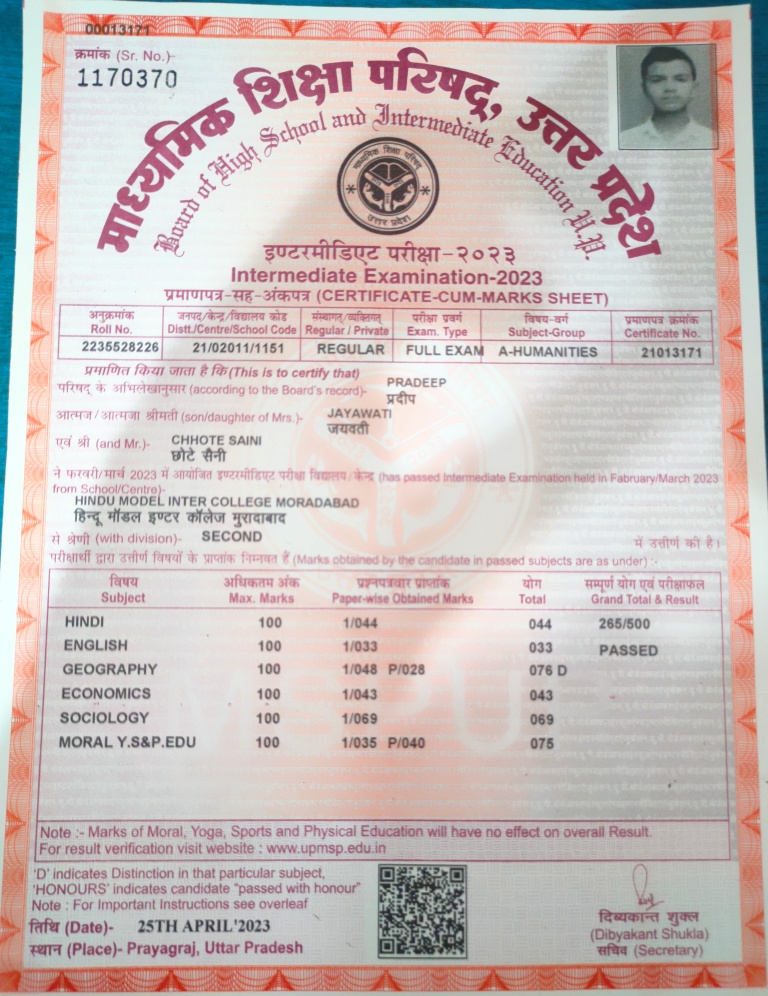 00013171
क्रमांक (Sr. No.)-
1170370
माध्यमिक शिक्षा परिषद्, उत्तर प्रदेश
Board of High School and Intermediate Education U.P.
माध्यमिक शिक्षा परिषद्
उत्तर प्रदेश
इण्टरमीडिएट परीक्षा-२०२३
Intermediate Examination-2023
प्रमाणपत्र-सह-अंकपत्र (CERTIFICATE-CUM-MARKS SHEET)
अनुक्रमांक जनपद/केन्द्र/विद्यालय कोड संस्थागत्/व्यक्तिगत् परीक्षा प्रवर्ग विषय-वर्ग प्रमाणपत्र क्रमांक
Roll No. Distt./Centre/School Code Regular / Private Exam. Type Subject-Group Certificate No.
2235528226 21/02011/1151 REGULAR FULL EXAM A-HUMANITIES 21013171
प्रमाणित किया जाता है कि (This is to certify that)
परिषद् के अभिलेखानुसार (according to the Board's record)- PRADEEP
प्रदीप
आत्मज/आत्मजा श्रीमती (son/daughter of Mrs.)- JAYAWATI
जयवती
एवं श्री (and Mr.)- CHHOTE SAINI
छोटे सैनी
ने फरवरी/मार्च 2023 में आयोजित इण्टरमीडिएट परीक्षा विद्यालय/केन्द्र (has passed Intermediate Examination held in Fabruary/March 2023
from School/Centre)-
HINDU MODEL INTER COLLEGE MORADABAD
हिन्दू मॉडल इण्टर कॉलेज मुरादाबाद
से श्रेणी (with division)- SECOND में उत्तीर्ण की है।
परीक्षार्थी द्वारा उत्तीर्ण विषयों के प्राप्तांक निम्नवत हैं (Marks obtained by the candidate in passed subjects are as under) :-
विषय अधिकतम अंक प्रश्नपत्रवार प्राप्तांक योग सम्पूर्ण योग एवं परीक्षाफल
Subject Max. Marks Paper-wise Obtained Marks Total Grand Total & Result
HINDI 100 1/044 044 265/500
ENGLISH 100 1/033 033 PASSED
GEOGRAPHY 100 1/048 P/028 076 D
ECONOMICS 100 1/043 043
SOCIOLOGY 100 1/069 069
MORAL Y.S&P.EDU 100 1/035 P/040 075
Note :- Marks of Moral, Yoga, Sports and Physical Education will have no effect on overall Result.
For result verification visit website : www.upmsp.edu.in
'D' indicates Distinction in that particular subject,
'HONOURS' indicates candidate "passed with honour"
Note : For Important Instructions see overleaf
तिथि (Date)- 25TH APRIL'2023
स्थान (Place)- Prayagraj, Uttar Pradesh
दिब्यकान्त शुक्ल
(Dibyakant Shukla)
सचिव (Secretary)